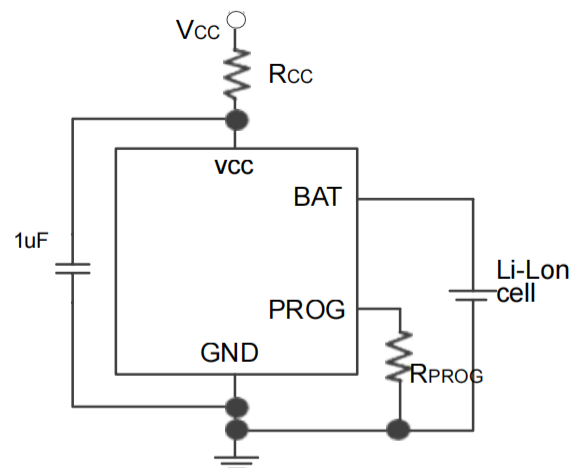 VCC
RCC
vcc
BAT
1uF
Li-Lon
cell
PROG
GND
RPROG